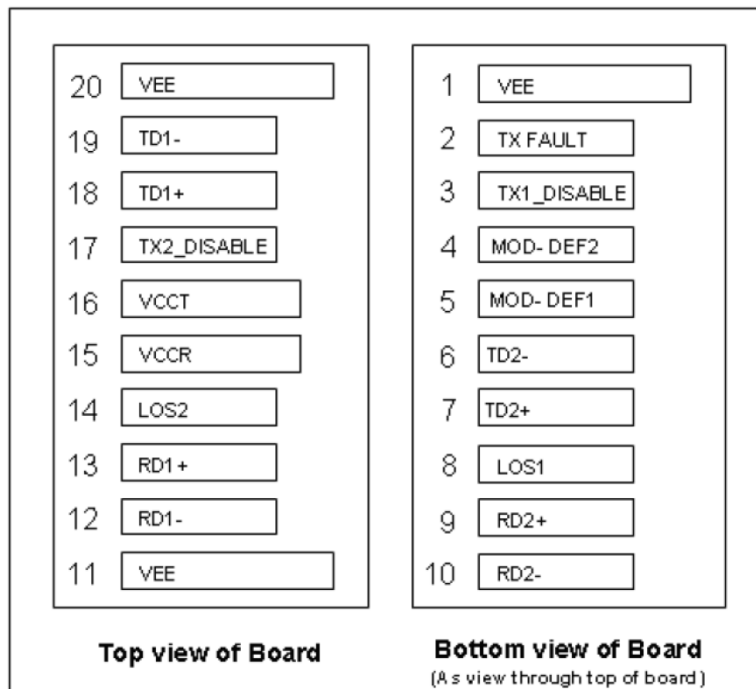 20 VEE
19 TD1-
18 TD1+
17 TX2_DISABLE
16 VCCT
15 VCCR
14 LOS2
13 RD1+
12 RD1-
11 VEE
Top view of Board
1 VEE
2 TX FAULT
3 TX1_DISABLE
4 MOD- DEF2
5 MOD- DEF1
6 TD2-
7 TD2+
8 LOS1
9 RD2+
10 RD2-
Bottom view of Board
(As view through top of board)